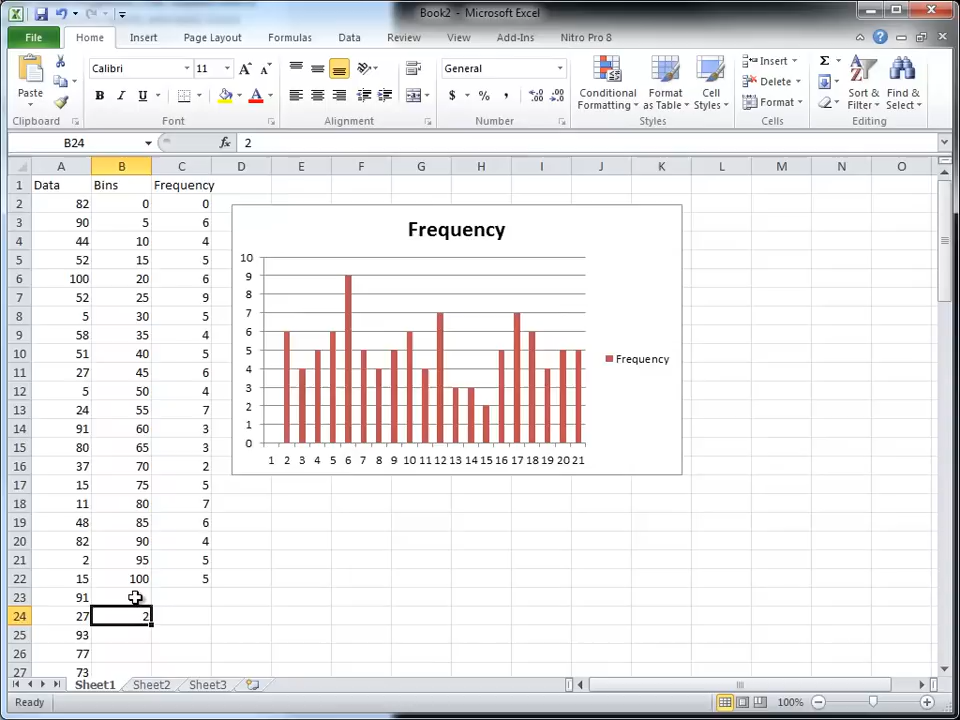 Book2 - Microsoft Excel
File Home Insert Page Layout Formulas Data Review View Add-Ins Nitro Pro 8
Paste Calibri 11 A A General Conditional Format Cell Insert Σ Sort & Find &
B I U A $ % , .0 .00 .00 .0 Formatting as Table Styles Delete Format Filter Select
Clipboard Font Alignment Number Styles Cells Editing
B24 fx 2
A B C D E F G H I J K L M N O
1 Data Bins Frequency
2 82 0 0
3 90 5 6
4 44 10 4
5 52 15 5
6 100 20 6
7 52 25 9
8 5 30 5
9 58 35 4
10 51 40 5
11 27 45 6
12 5 50 4
13 24 55 7
14 91 60 3
15 80 65 3
16 37 70 2
17 15 75 5
18 11 80 7
19 48 85 6
20 82 90 4
21 2 95 5
22 15 100 5
23 91
24 27 2
25 93
26 77
27 73
Frequency
10
9
8
7
6
5
4
3
2
1
0
1 2 3 4 5 6 7 8 9 10 11 12 13 14 15 16 17 18 19 20 21
Frequency
Sheet1 Sheet2 Sheet3
Ready 100%